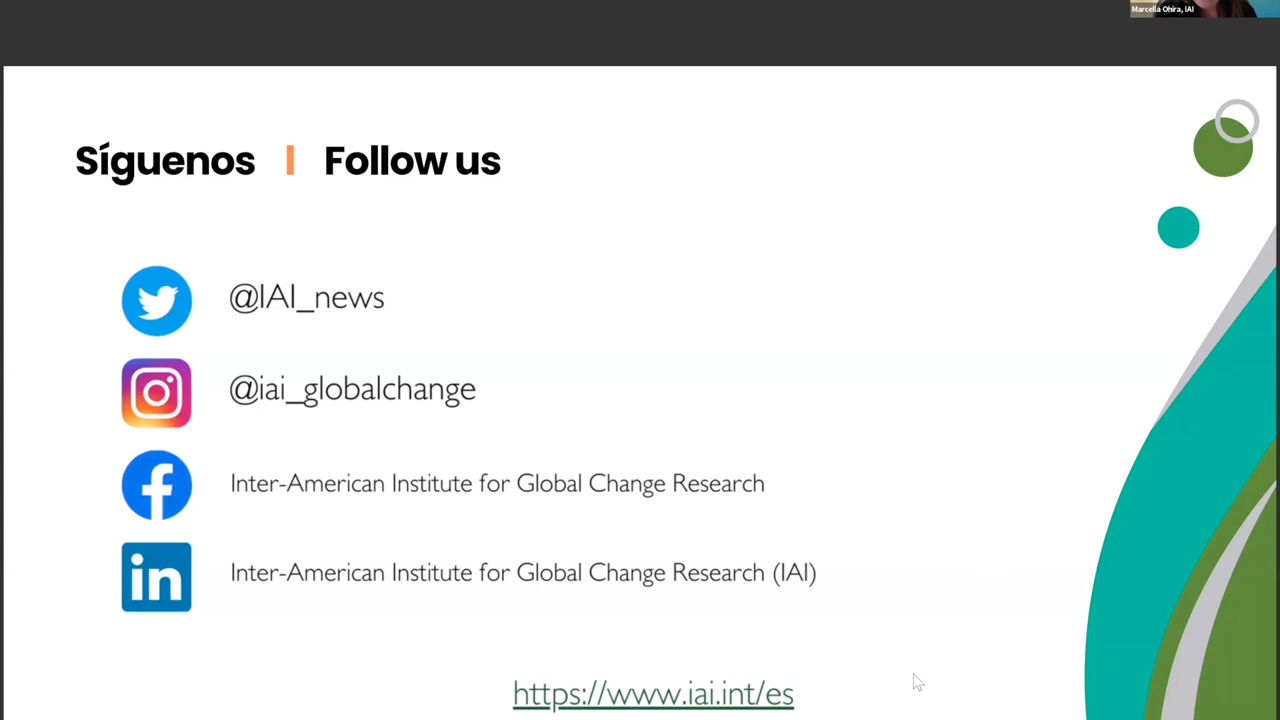 Marcella Ohira, IAI
Síguenos | Follow us
@IAI_news
@iai_globalchange
Inter-American Institute for Global Change Research
Inter-American Institute for Global Change Research (IAI)
https://www.iai.int/es